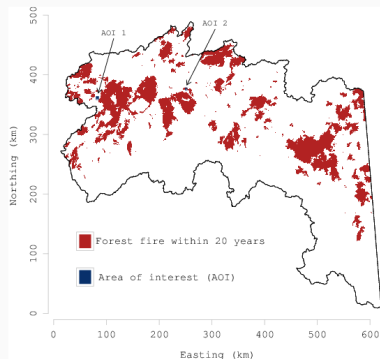 500
400
300
200
100
0
Northing (km)
AOI 1
AOI 2
Forest fire within 20 years
Area of interest (AOI)
0
100
200
300
400
500
600
Easting (km)